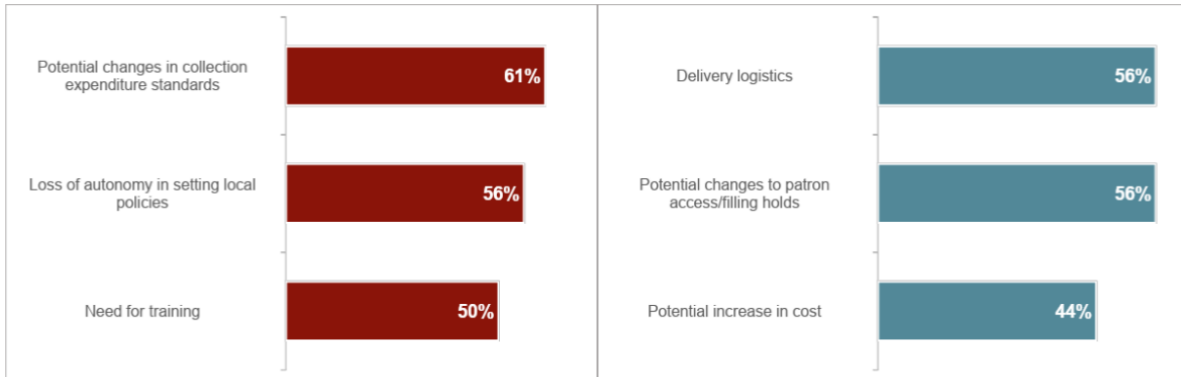 Potential changes in collection
expenditure standards
61%
Loss of autonomy in setting local
policies
56%
Need for training
50%
Delivery logistics
56%
Potential changes to patron
access/filling holds
56%
Potential increase in cost
44%